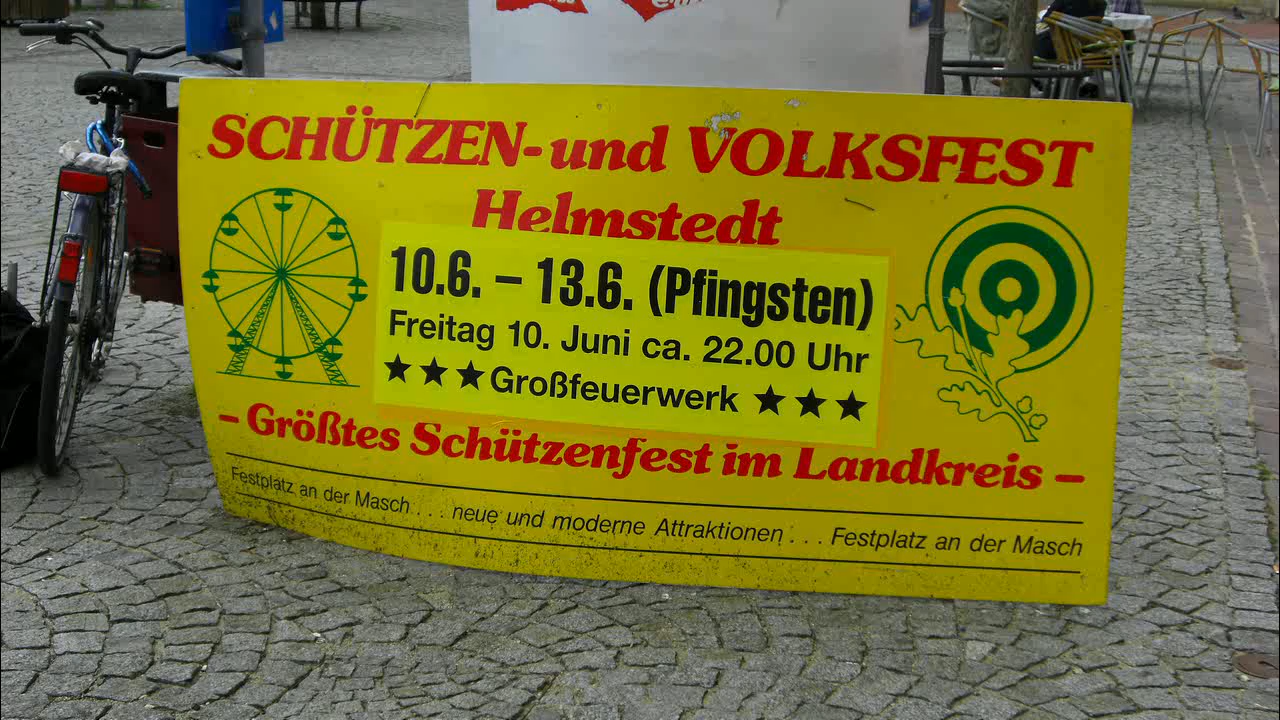 SCHÜTZEN-und VOLKSFEST
Helmstedt
10.6. – 13.6. (Pfingsten)
Freitag 10. Juni ca. 22.00 Uhr
★★★Großfeuerwerk ★★★
– Größtes Schützenfest im Landkreis –
Festplatz an der Masch . . . neue und moderne Attraktionen . . . Festplatz an der Masch